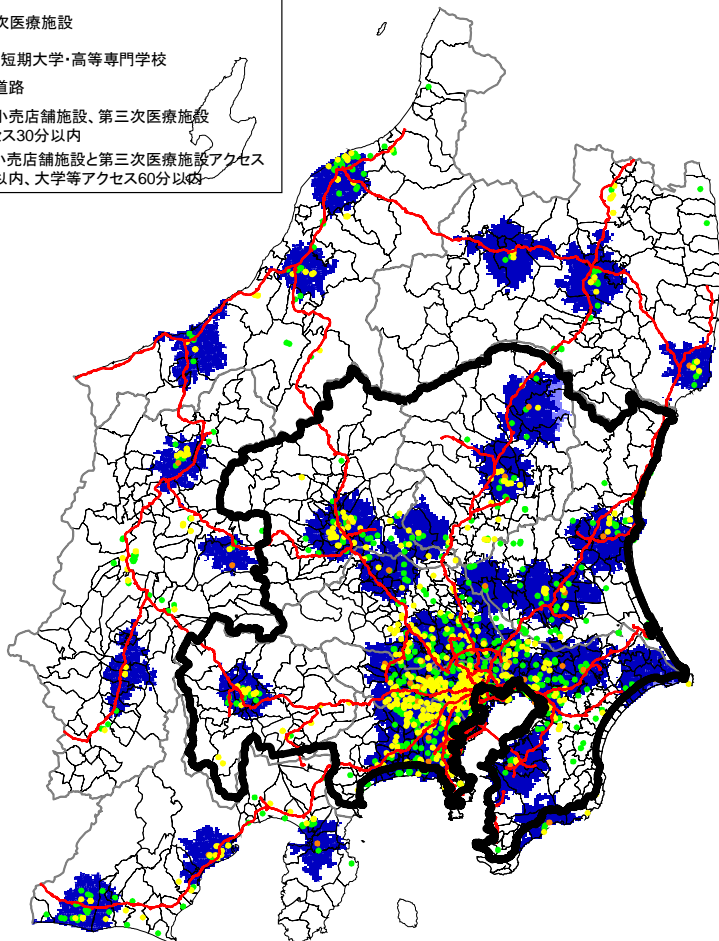 次医療施設
短期大学・高等専門学校
道路
小売店舗施設、第三次医療施設
セス30分以内
小売店舗施設と第三次医療施設アクセス
以内、大学等アクセス60分以内